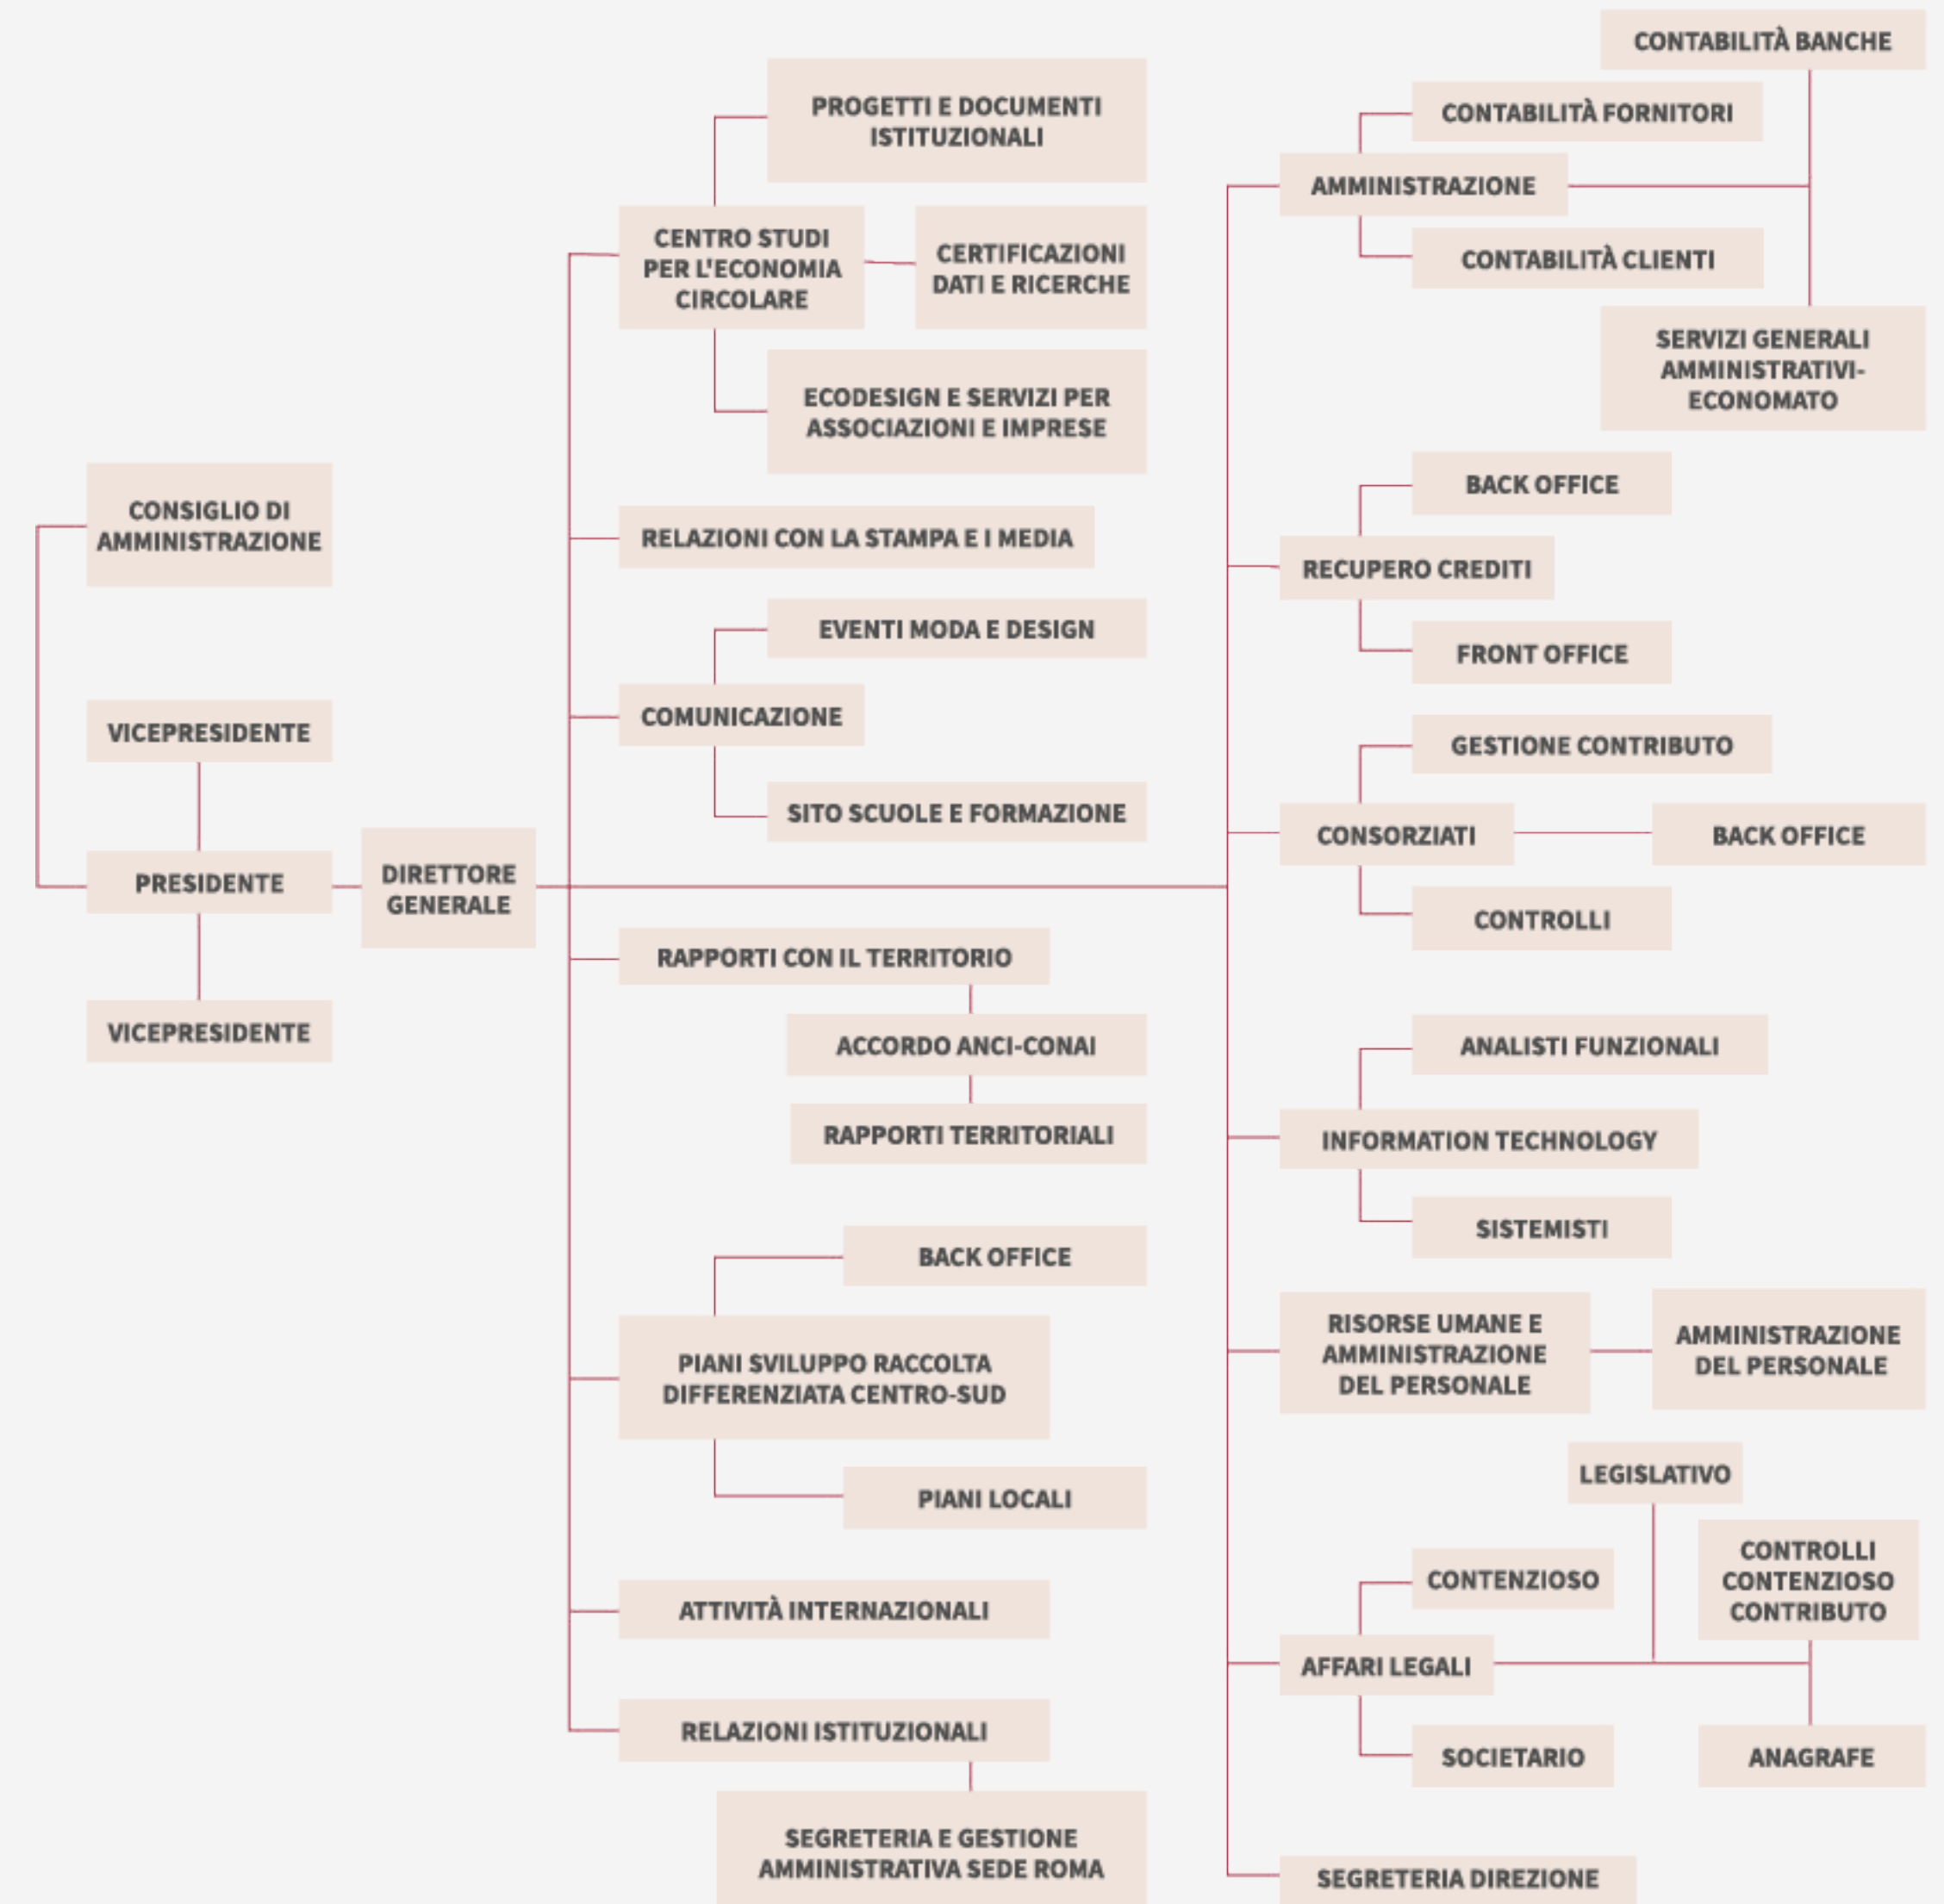 CONSIGLIO DI
AMMINISTRAZIONE
VICEPRESIDENTE
PRESIDENTE
VICEPRESIDENTE
DIRETTORE
GENERALE
PROGETTI E DOCUMENTI
ISTITUZIONALI
CENTRO STUDI
PER L'ECONOMIA
CIRCOLARE
CERTIFICAZIONI
DATI E RICERCHE
ECODESIGN E SERVIZI PER
ASSOCIAZIONI E IMPRESE
RELAZIONI CON LA STAMPA E I MEDIA
EVENTI MODA E DESIGN
COMUNICAZIONE
SITO SCUOLE E FORMAZIONE
RAPPORTI CON IL TERRITORIO
ACCORDO ANCI-CONAI
RAPPORTI TERRITORIALI
BACK OFFICE
PIANI SVILUPPO RACCOLTA
DIFFERENZIATA CENTRO-SUD
PIANI LOCALI
ATTIVITÀ INTERNAZIONALI
RELAZIONI ISTITUZIONALI
SEGRETERIA E GESTIONE
AMMINISTRATIVA SEDE ROMA
CONTABILITÀ BANCHE
CONTABILITÀ FORNITORI
AMMINISTRAZIONE
CONTABILITÀ CLIENTI
SERVIZI GENERALI
AMMINISTRATIVI-
ECONOMATO
BACK OFFICE
RECUPERO CREDITI
FRONT OFFICE
GESTIONE CONTRIBUTO
CONSORZIATI
BACK OFFICE
CONTROLLI
ANALISTI FUNZIONALI
INFORMATION TECHNOLOGY
SISTEMISTI
RISORSE UMANE E
AMMINISTRAZIONE
DEL PERSONALE
AMMINISTRAZIONE
DEL PERSONALE
LEGISLATIVO
CONTROLLI
CONTENZIOSO
CONTRIBUTO
CONTENZIOSO
AFFARI LEGALI
SOCIETARIO
ANAGRAFE
SEGRETERIA DIREZIONE